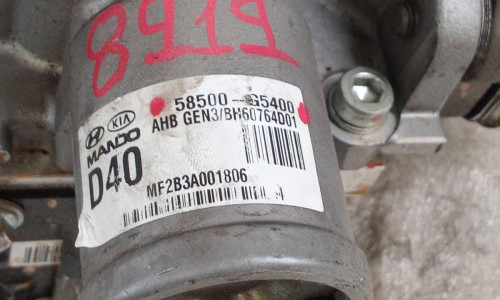 8919
58500-G5400
AHB GEN3/BH60764D01
KIA
MANDO
D40
MF2B3A001806